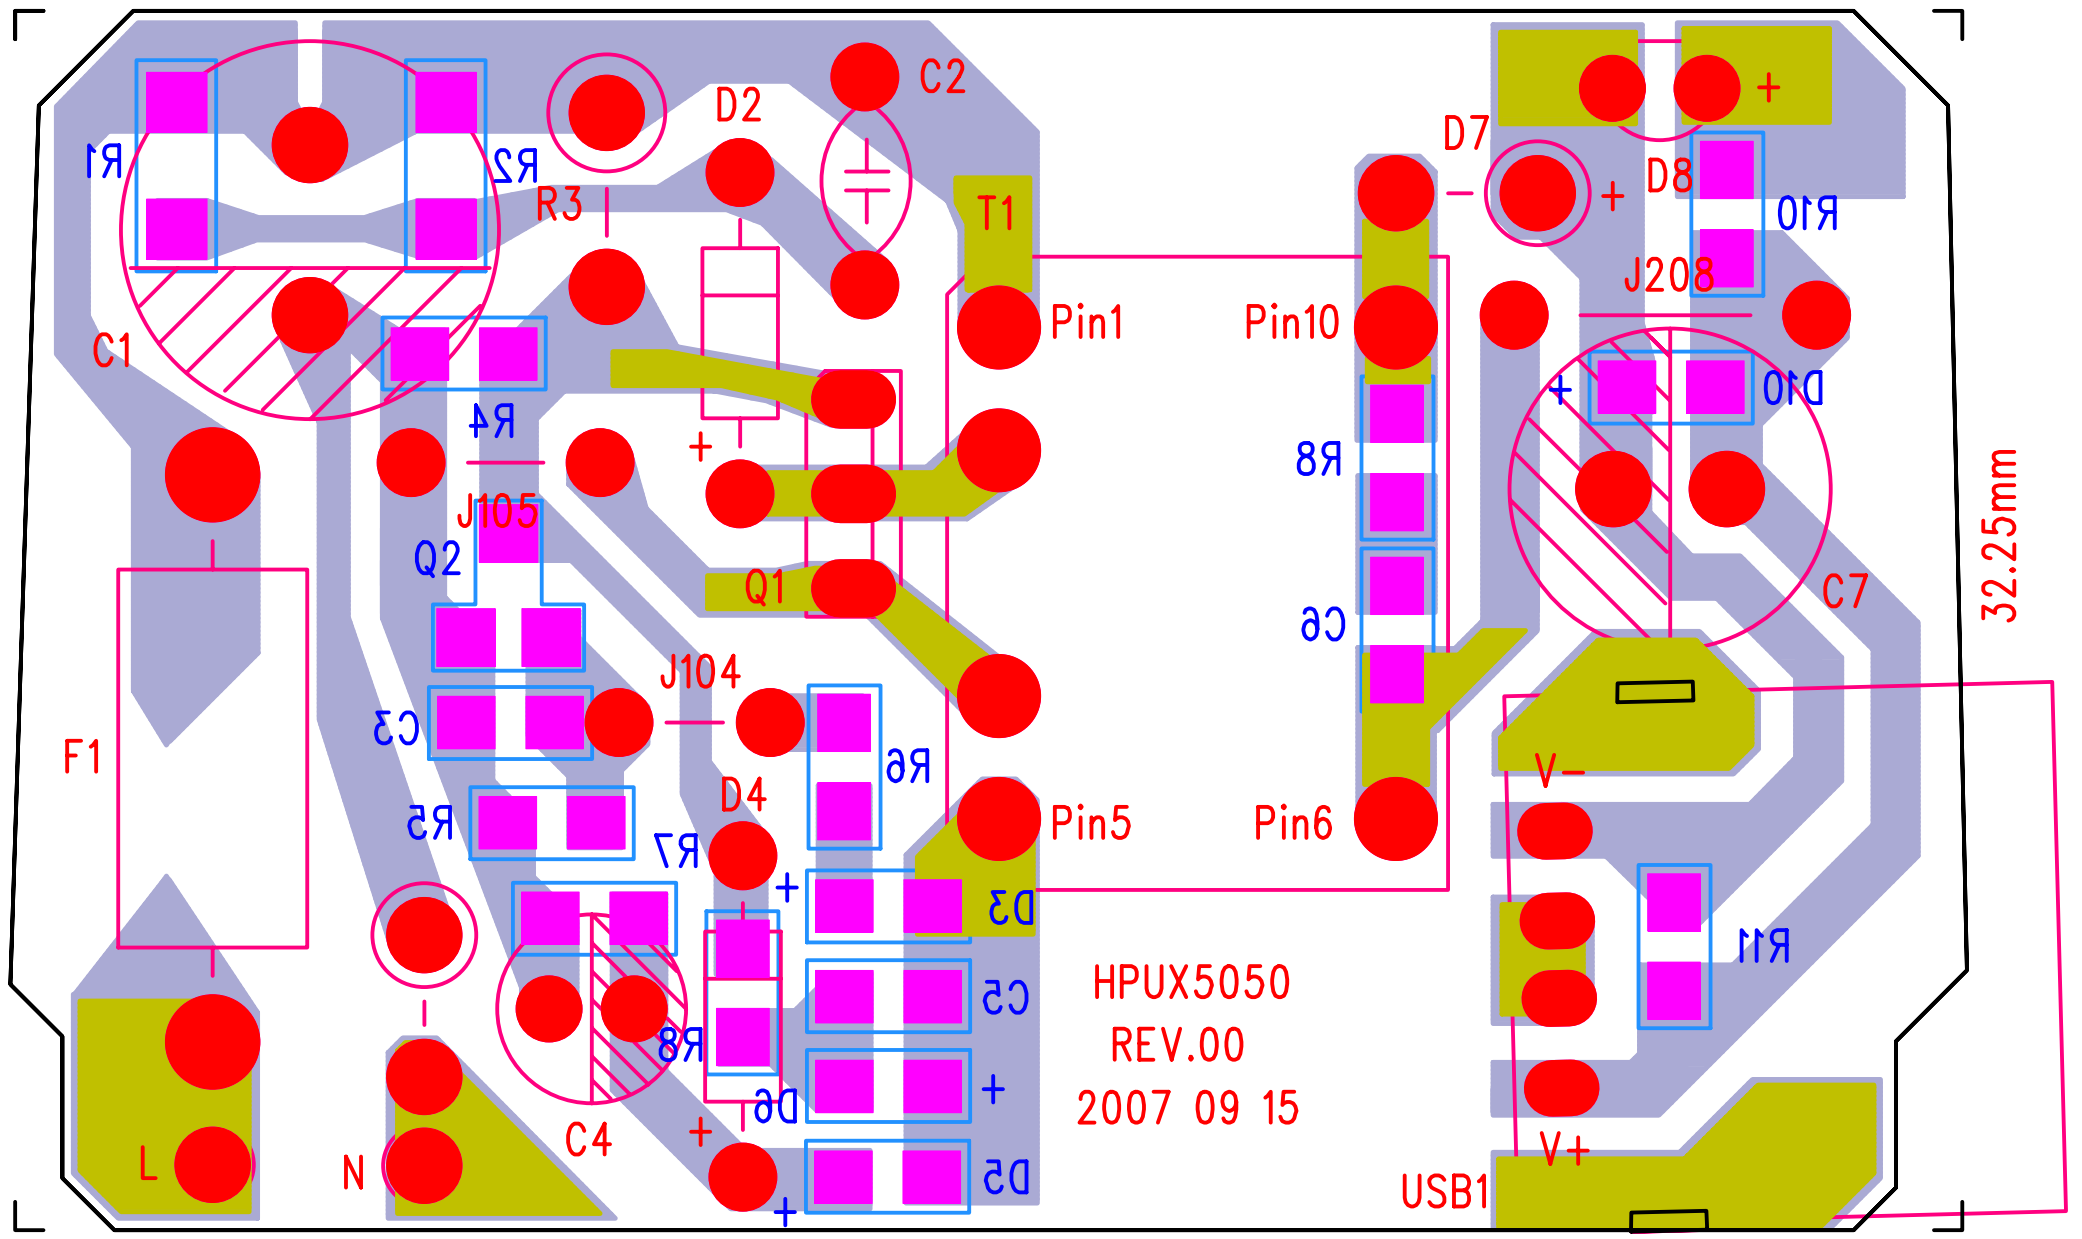 C2
D2
D7
+
R1
R2
R3
T1
D8
+
R10
J208
Pin1
Pin10
C1
R4
+
D10
+
R8
J105
Q2
Q1
C6
C7
32.25mm
J104
C3
R6
F1
V-
D4
R5
R7
Pin5
Pin6
+
D3
R11
HPUX5050
C5
REV.00
R8
+
2007 09 15
D6
C4
+
L
N
V+
D5
USB1
+